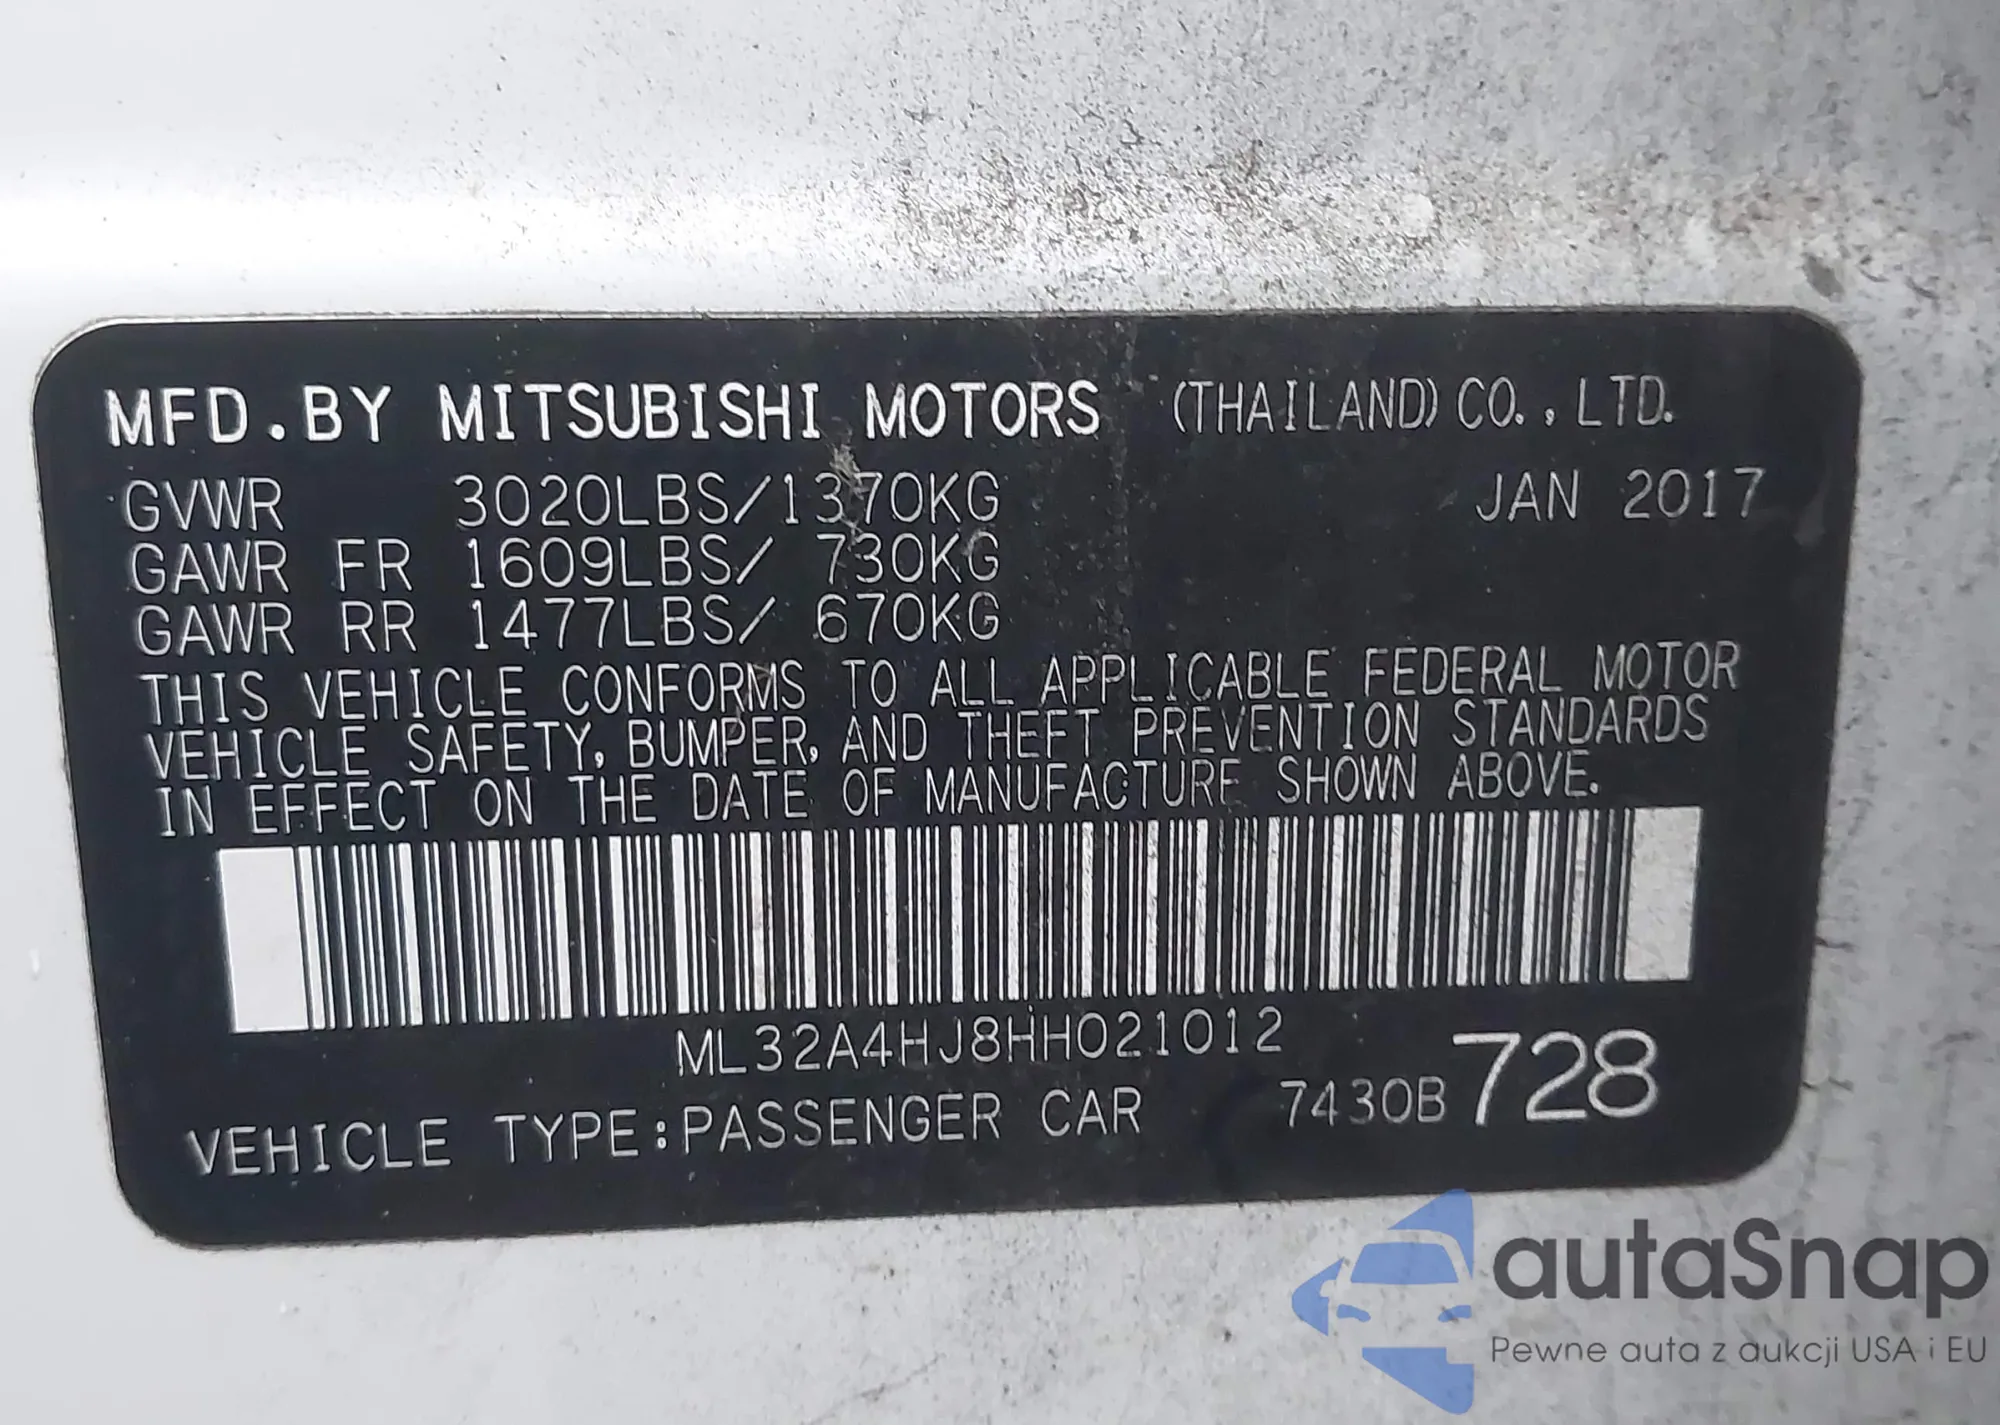 MFD.BY MITSUBISHI MOTORS (THAILAND) CO., LTD.
GVWR 3020LBS/1370KG JAN 2017
GAWR FR 1609LBS/ 730KG
GAWR RR 1477LBS/ 670KG
THIS VEHICLE CONFORMS TO ALL APPLICABLE FEDERAL MOTOR
VEHICLE SAFETY, BUMPER, AND THEFT PREVENTION STANDARDS
IN EFFECT ON THE DATE OF MANUFACTURE SHOWN ABOVE.
ML32A4HJ8HH021012
VEHICLE TYPE:PASSENGER CAR 7430B 728
autaSnap
Pewne auta z aukcji USA i EU